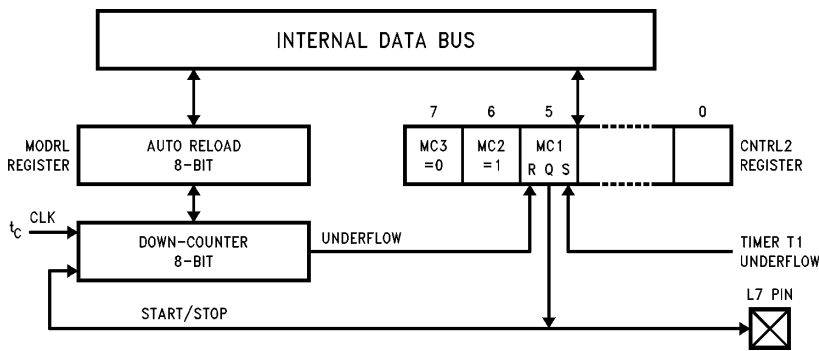 INTERNAL DATA BUS
7 6 5 0
MODRL
REGISTER
AUTO RELOAD
8-BIT
MC3
=0
MC2
=1
MC1
R Q S
CNTRL2
REGISTER
tC CLK
DOWN-COUNTER
8-BIT
UNDERFLOW
TIMER T1
UNDERFLOW
START/STOP
L7 PIN